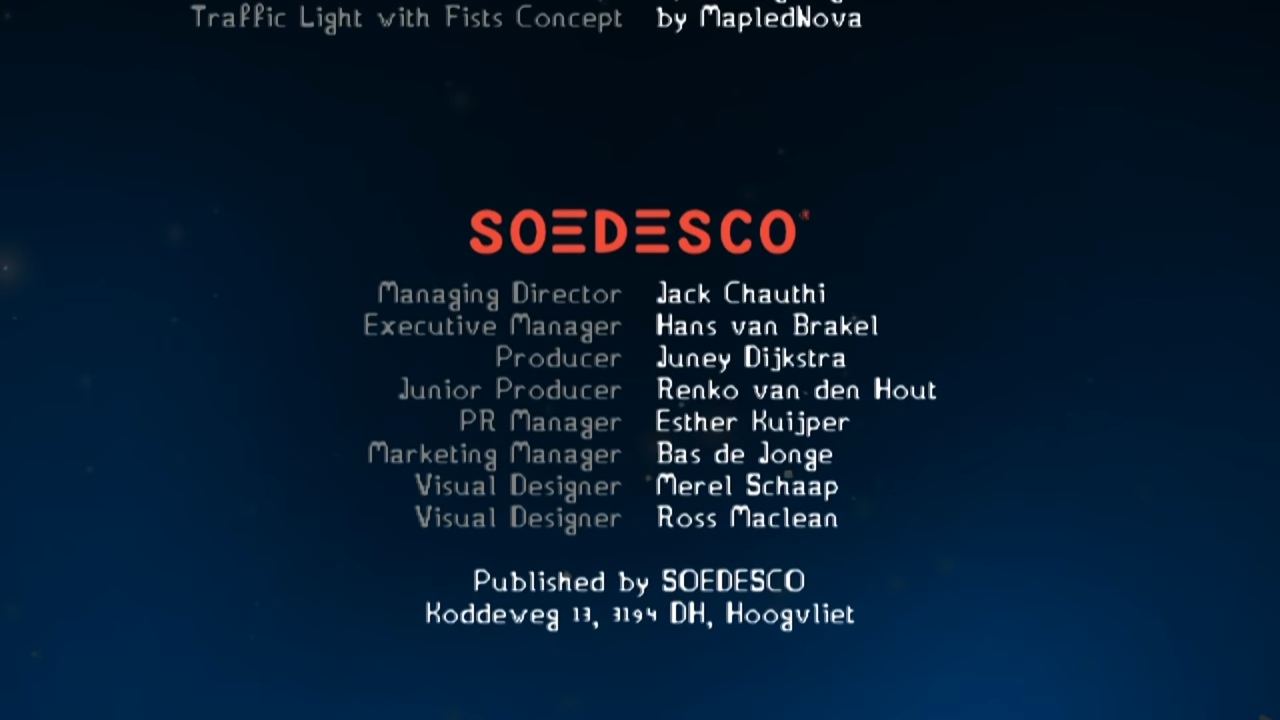 Traffic Light with Fists Concept by MapledNova
SOEDESCO®
Managing Director Jack Chauthi
Executive Manager Hans van Brakel
Producer Juney Dijkstra
Junior Producer Renko van den Hout
PR Manager Esther Kuijper
Marketing Manager Bas de Jonge
Visual Designer Merel Schaap
Visual Designer Ross Maclean
Published by SOEDESCO
Koddeweg 13, 3194 DH, Hoogvliet